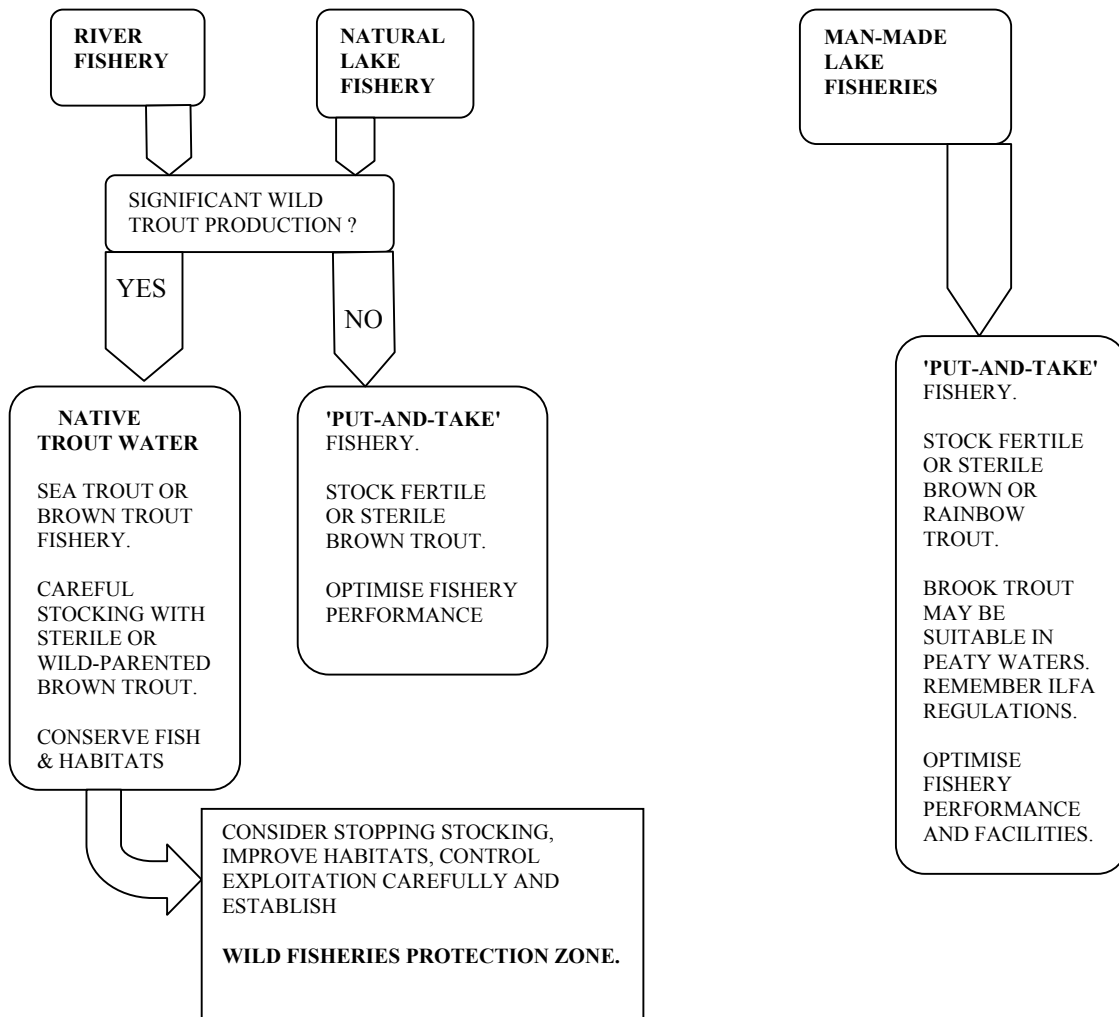 RIVER
FISHERY
NATURAL
LAKE
FISHERY
MAN-MADE
LAKE
FISHERIES
SIGNIFICANT WILD
TROUT PRODUCTION ?
YES
NO
NATIVE
TROUT WATER
SEA TROUT OR
BROWN TROUT
FISHERY.
CAREFUL
STOCKING WITH
STERILE OR
WILD-PARENTED
BROWN TROUT.
CONSERVE FISH
& HABITATS
'PUT-AND-TAKE'
FISHERY.
STOCK FERTILE
OR STERILE
BROWN TROUT.
OPTIMISE FISHERY
PERFORMANCE
'PUT-AND-TAKE'
FISHERY.
STOCK FERTILE
OR STERILE
BROWN OR
RAINBOW
TROUT.
BROOK TROUT
MAY BE
SUITABLE IN
PEATY WATERS.
REMEMBER ILFA
REGULATIONS.
OPTIMISE
FISHERY
PERFORMANCE
AND FACILITIES.
CONSIDER STOPPING STOCKING,
IMPROVE HABITATS, CONTROL
EXPLOITATION CAREFULLY AND
ESTABLISH
WILD FISHERIES PROTECTION ZONE.